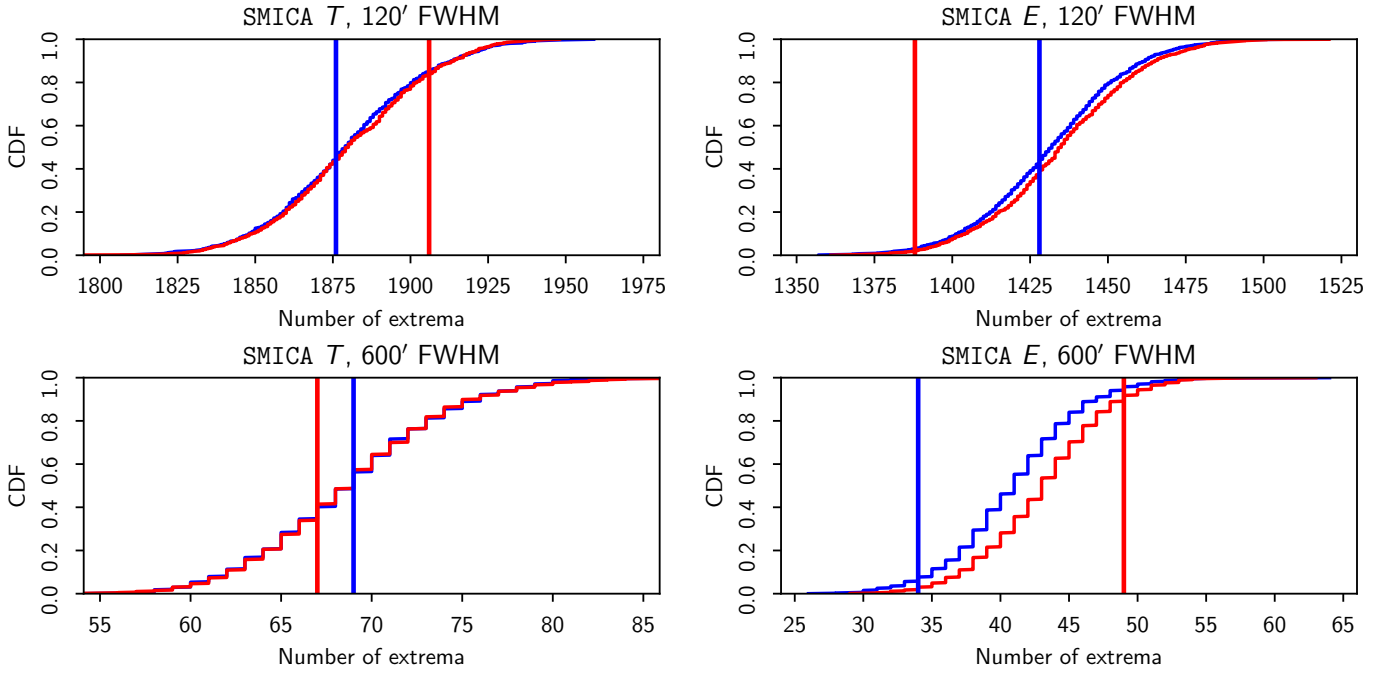 SMICA T, 120′ FWHM
CDF
0.0 0.2 0.4 0.6 0.8 1.0
1800 1825 1850 1875 1900 1925 1950 1975
Number of extrema
SMICA E, 120′ FWHM
CDF
0.0 0.2 0.4 0.6 0.8 1.0
1350 1375 1400 1425 1450 1475 1500 1525
Number of extrema
SMICA T, 600′ FWHM
CDF
0.0 0.2 0.4 0.6 0.8 1.0
55 60 65 70 75 80 85
Number of extrema
SMICA E, 600′ FWHM
CDF
0.0 0.2 0.4 0.6 0.8 1.0
25 30 35 40 45 50 55 60 65
Number of extrema